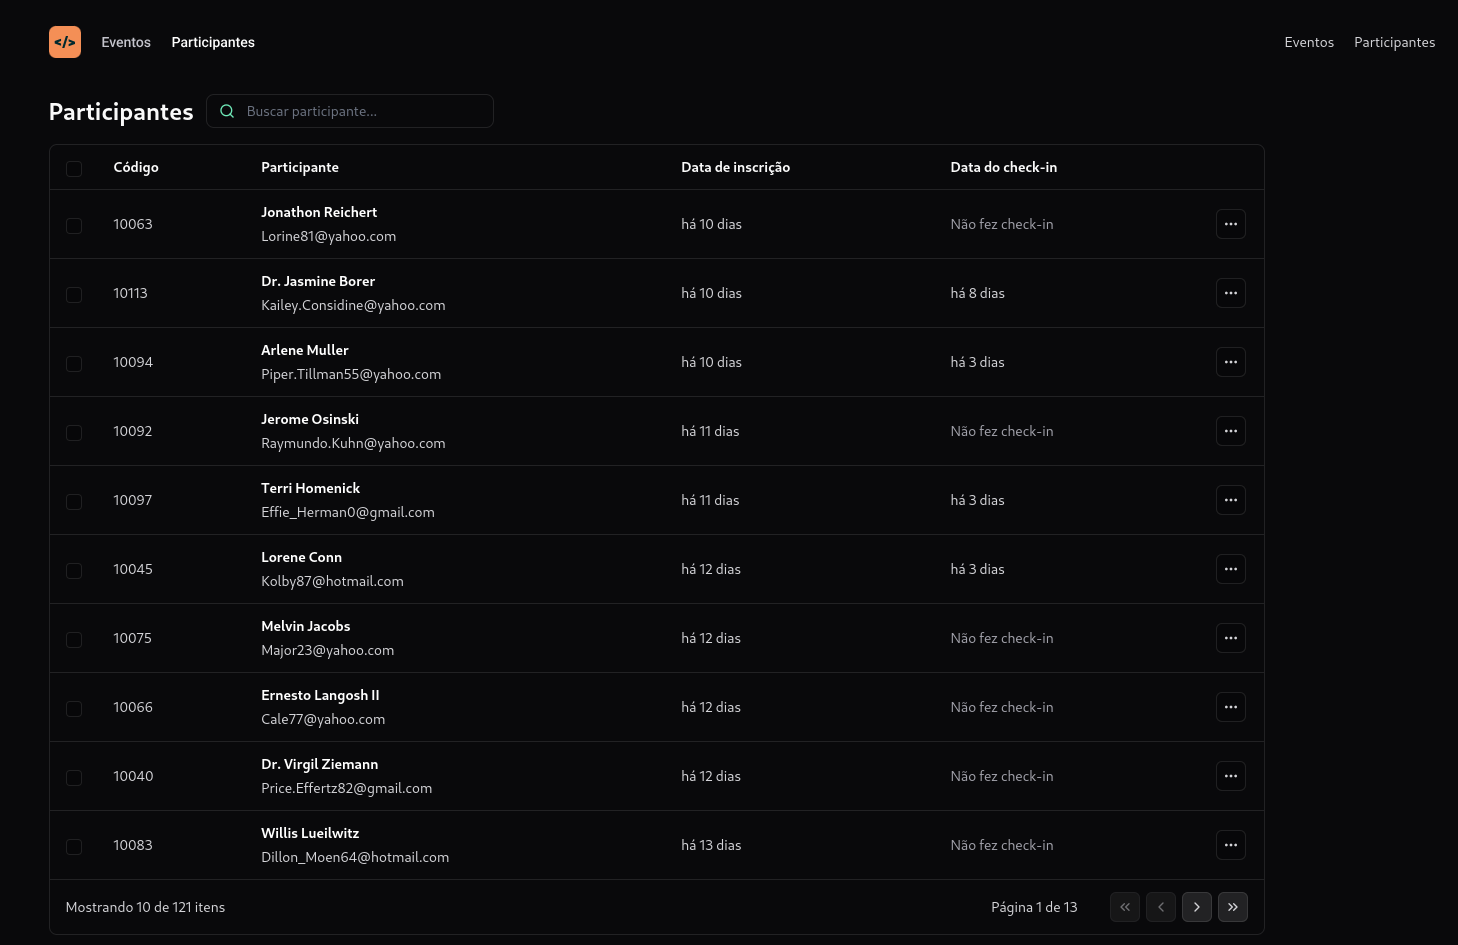 </> Eventos Participantes Eventos Participantes
Participantes Buscar participante...
Código Participante Data de inscrição Data do check-in
10063 Jonathon Reichert há 10 dias Não fez check-in
Lorine81@yahoo.com
10113 Dr. Jasmine Borer há 10 dias há 8 dias
Kailey.Considine@yahoo.com
10094 Arlene Muller há 10 dias há 3 dias
Piper.Tillman55@yahoo.com
10092 Jerome Osinski há 11 dias Não fez check-in
Raymundo.Kuhn@yahoo.com
10097 Terri Homenick há 11 dias há 3 dias
Effie_Herman0@gmail.com
10045 Lorene Conn há 12 dias há 3 dias
Kolby87@hotmail.com
10075 Melvin Jacobs há 12 dias Não fez check-in
Major23@yahoo.com
10066 Ernesto Langosh II há 12 dias Não fez check-in
Cale77@yahoo.com
10040 Dr. Virgil Ziemann há 12 dias Não fez check-in
Price.Effertz82@gmail.com
10083 Willis Lueilwitz há 13 dias Não fez check-in
Dillon_Moen64@hotmail.com
Mostrando 10 de 121 itens Página 1 de 13